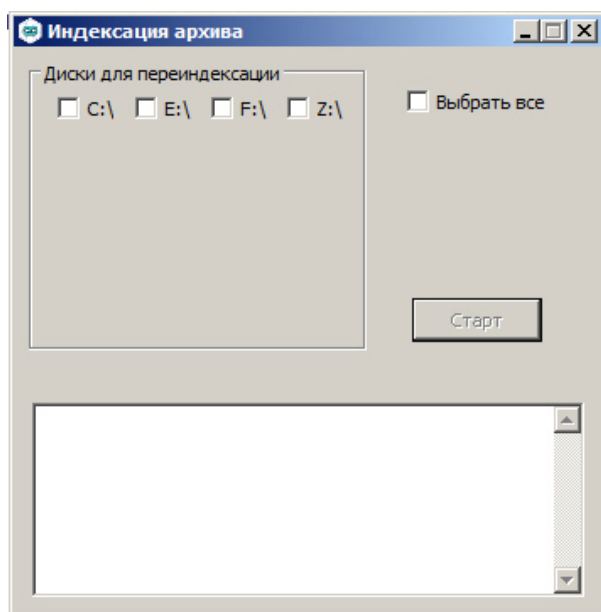 Индексация архива
Диски для переиндексации
C:\ E:\ F:\ Z:\
Выбрать все
Старт